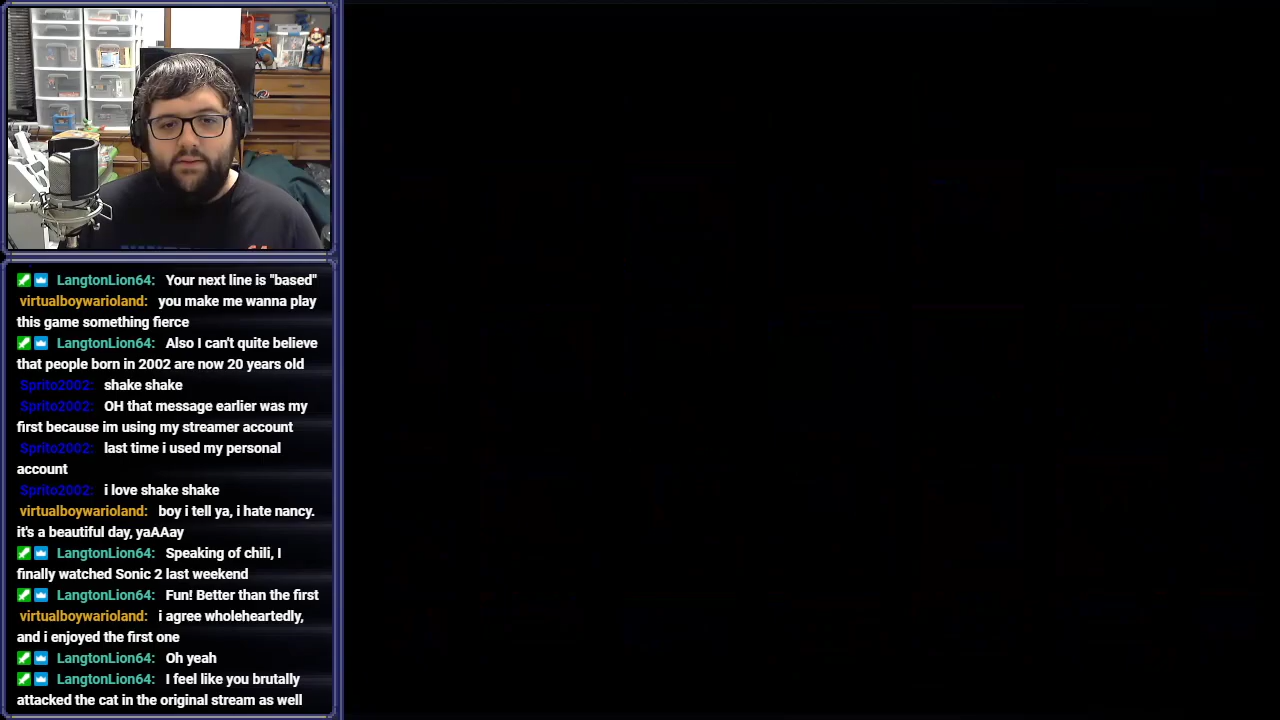 LangtonLion64: Your next line is "based"
virtualboywarioland: you make me wanna play
this game something fierce
LangtonLion64: Also I can't quite believe
that people born in 2002 are now 20 years old
Sprito2002: shake shake
Sprito2002: OH that message earlier was my
first because im using my streamer account
Sprito2002: last time i used my personal
account
Sprito2002: i love shake shake
virtualboywarioland: boy i tell ya, i hate nancy.
it's a beautiful day, yaAAay
LangtonLion64: Speaking of chili, I
finally watched Sonic 2 last weekend
LangtonLion64: Fun! Better than the first
virtualboywarioland: i agree wholeheartedly,
and i enjoyed the first one
LangtonLion64: Oh yeah
LangtonLion64: I feel like you brutally
attacked the cat in the original stream as well